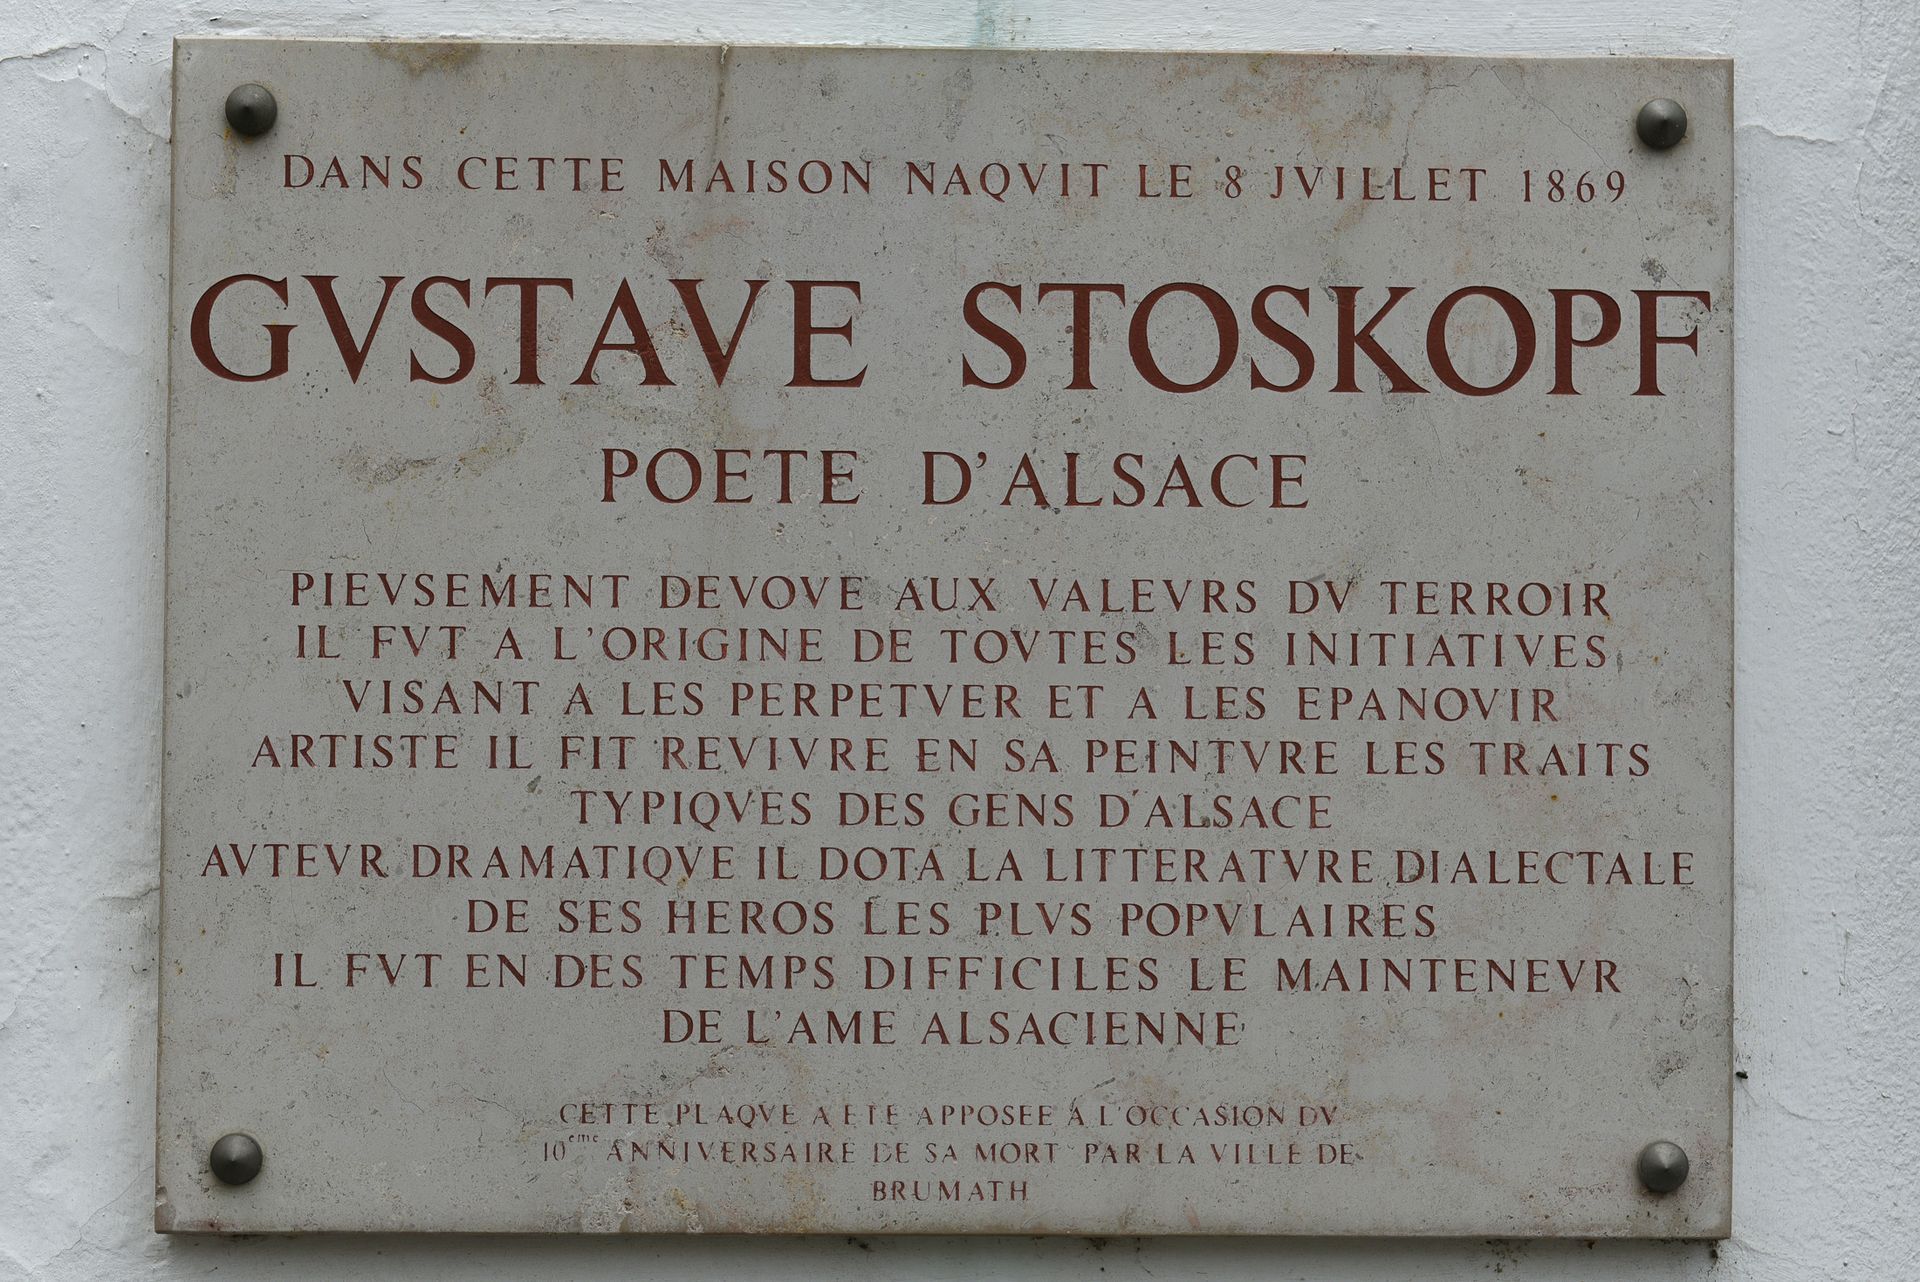 DANS CETTE MAISON NAQVIT LE 8 JVILLET 1869
GVSTAVE STOSKOPF
POETE D'ALSACE
PIEVSEMENT DEVOVE AUX VALEVRS DV TERROIR
IL FVT A L'ORIGINE DE TOVTES LES INITIATIVES
VISANT A LES PERPETVER ET A LES EPANOVIR
ARTISTE IL FIT REVIVRE EN SA PEINTVRE LES TRAITS
TYPIQVES DES GENS D'ALSACE
AVTEVR DRAMATIQVE IL DOTA LA LITTERATVRE DIALECTALE
DE SES HEROS LES PLVS POPVLAIRES
IL FVT EN DES TEMPS DIFFICILES LE MAINTENEVR
DE L'AME ALSACIENNE
CETTE PLAQVE A ETE APPOSEE A L'OCCASION DV
10eme ANNIVERSAIRE DE SA MORT PAR LA VILLE DE
BRUMATH